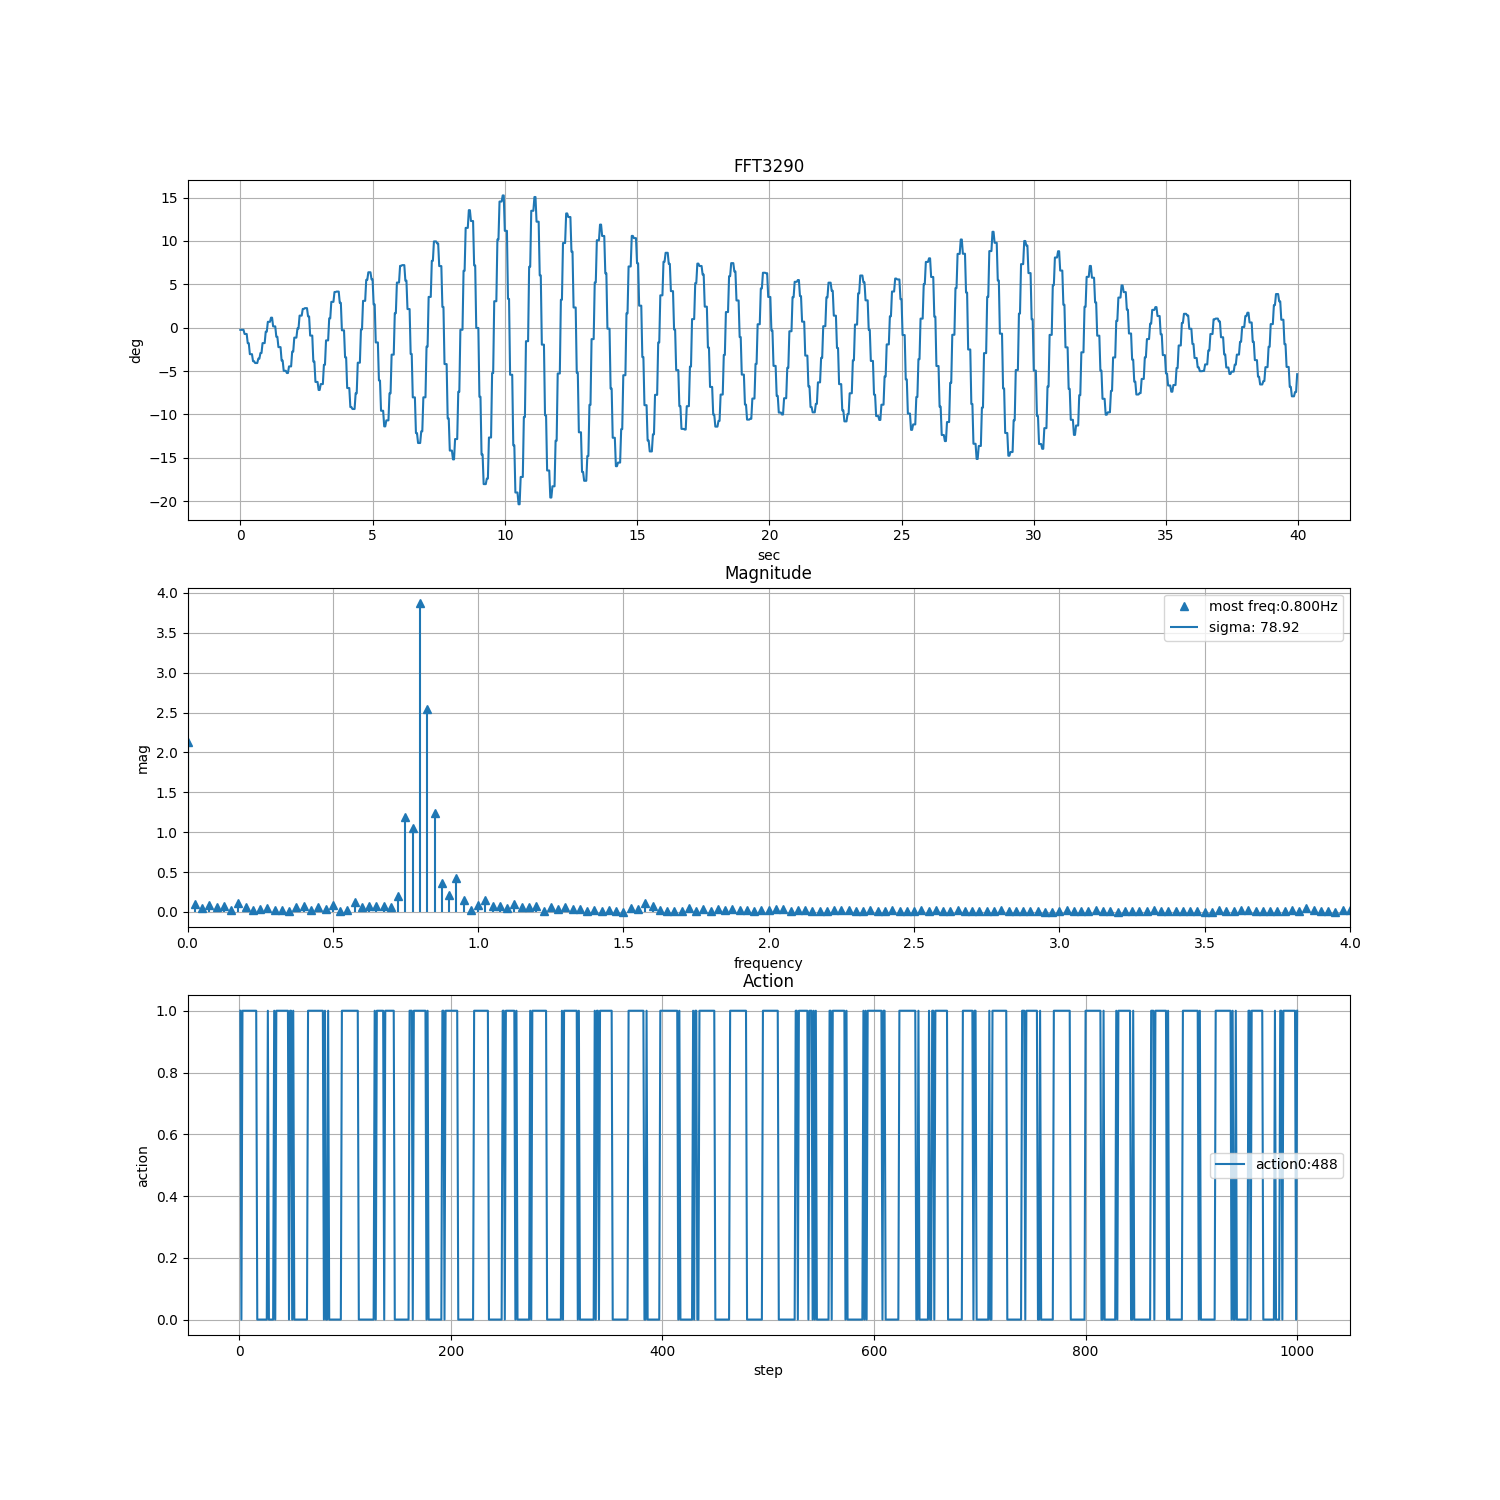 FFT3290
15
10
5
0
−5
−10
−15
−20
deg
0 5 10 15 20 25 30 35 40
sec
Magnitude
4.0
3.5
3.0
2.5
2.0
1.5
1.0
0.5
0.0
mag
most freq:0.800Hz
sigma: 78.92
0.0 0.5 1.0 1.5 2.0 2.5 3.0 3.5 4.0
frequency
Action
1.0
0.8
0.6
0.4
0.2
0.0
action
action0:488
0 200 400 600 800 1000
step